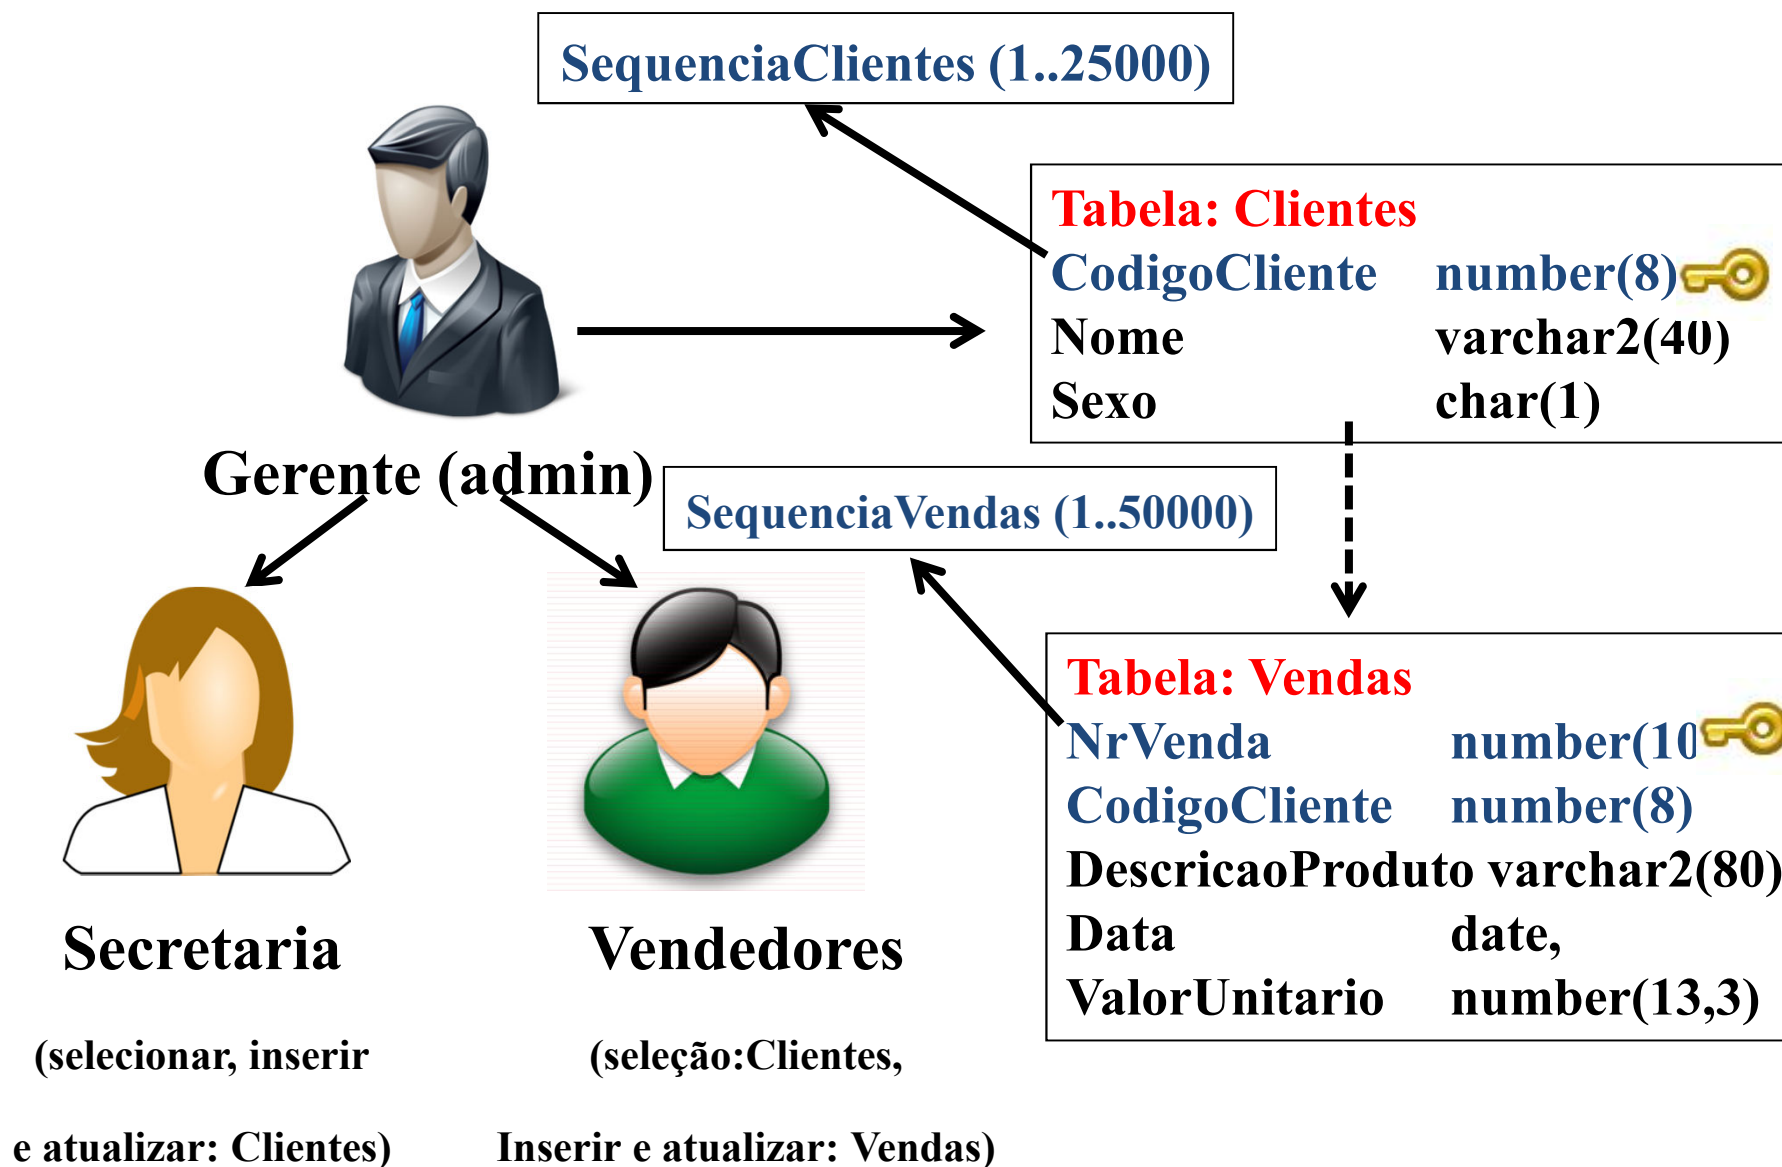 SequenciaClientes (1..25000)
Tabela: Clientes
CodigoCliente number(8)
Nome varchar2(40)
Sexo char(1)
Gerente (admin)
SequenciaVendas (1..50000)
Tabela: Vendas
NrVenda number(10
CodigoCliente number(8)
DescricaoProduto varchar2(80)
Data date,
ValorUnitario number(13,3)
Secretaria
(selecionar, inserir
e atualizar: Clientes)
Vendedores
(seleção:Clientes,
Inserir e atualizar: Vendas)